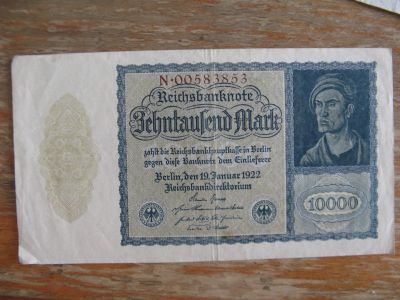 N·00583853
Reichsbanknote
Zehntausend Mark
zahlt die Reichsbankhauptkasse in Berlin
gegen diese Banknote dem Einlieferer
Berlin, den 19. Januar 1922
Reichsbankdirektorium
10000